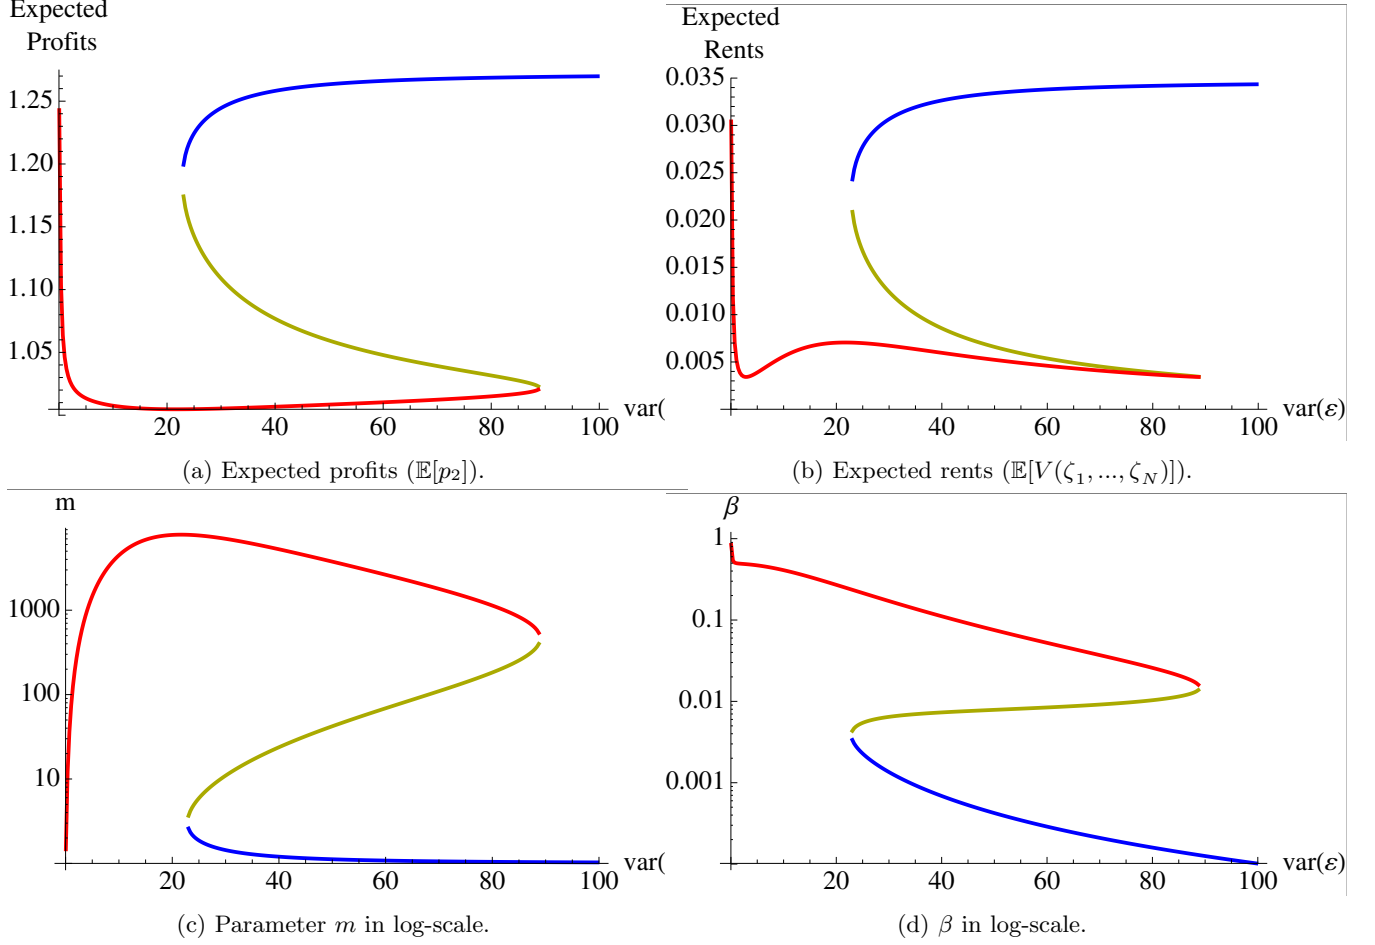 Expected
Profits
1.25
1.20
1.15
1.10
1.05
20 40 60 80 100
var(
(a) Expected profits (𝔼[p₂]).
Expected
Rents
0.035
0.030
0.025
0.020
0.015
0.010
0.005
20 40 60 80 100
var(ε)
(b) Expected rents (𝔼[V(ζ₁, ..., ζ_N)]).
m
1000
100
10
20 40 60 80 100
var(
(c) Parameter m in log-scale.
β
1
0.1
0.01
0.001
20 40 60 80 100
var(ε)
(d) β in log-scale.